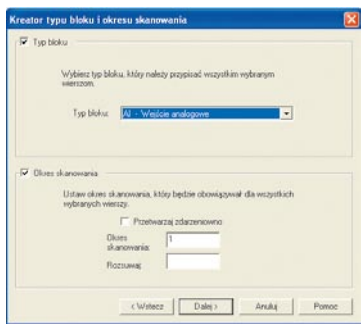 Kreator typu bloku i okresu skanowania
Typ bloku
Wybierz typ bloku, który należy przypisać wszystkim wybranym
wierszom.
Typ bloku: AI - Wejście analogowe
Okres skanowania
Ustaw okres skanowania, który będzie obowiązywał dla wszystkich
wybranych wierszy.
Przetwarzaj zdarzeniowo
Okres
skanowania: 1
Rozsuwaj:
< Wstecz Dalej > Anuluj Pomoc